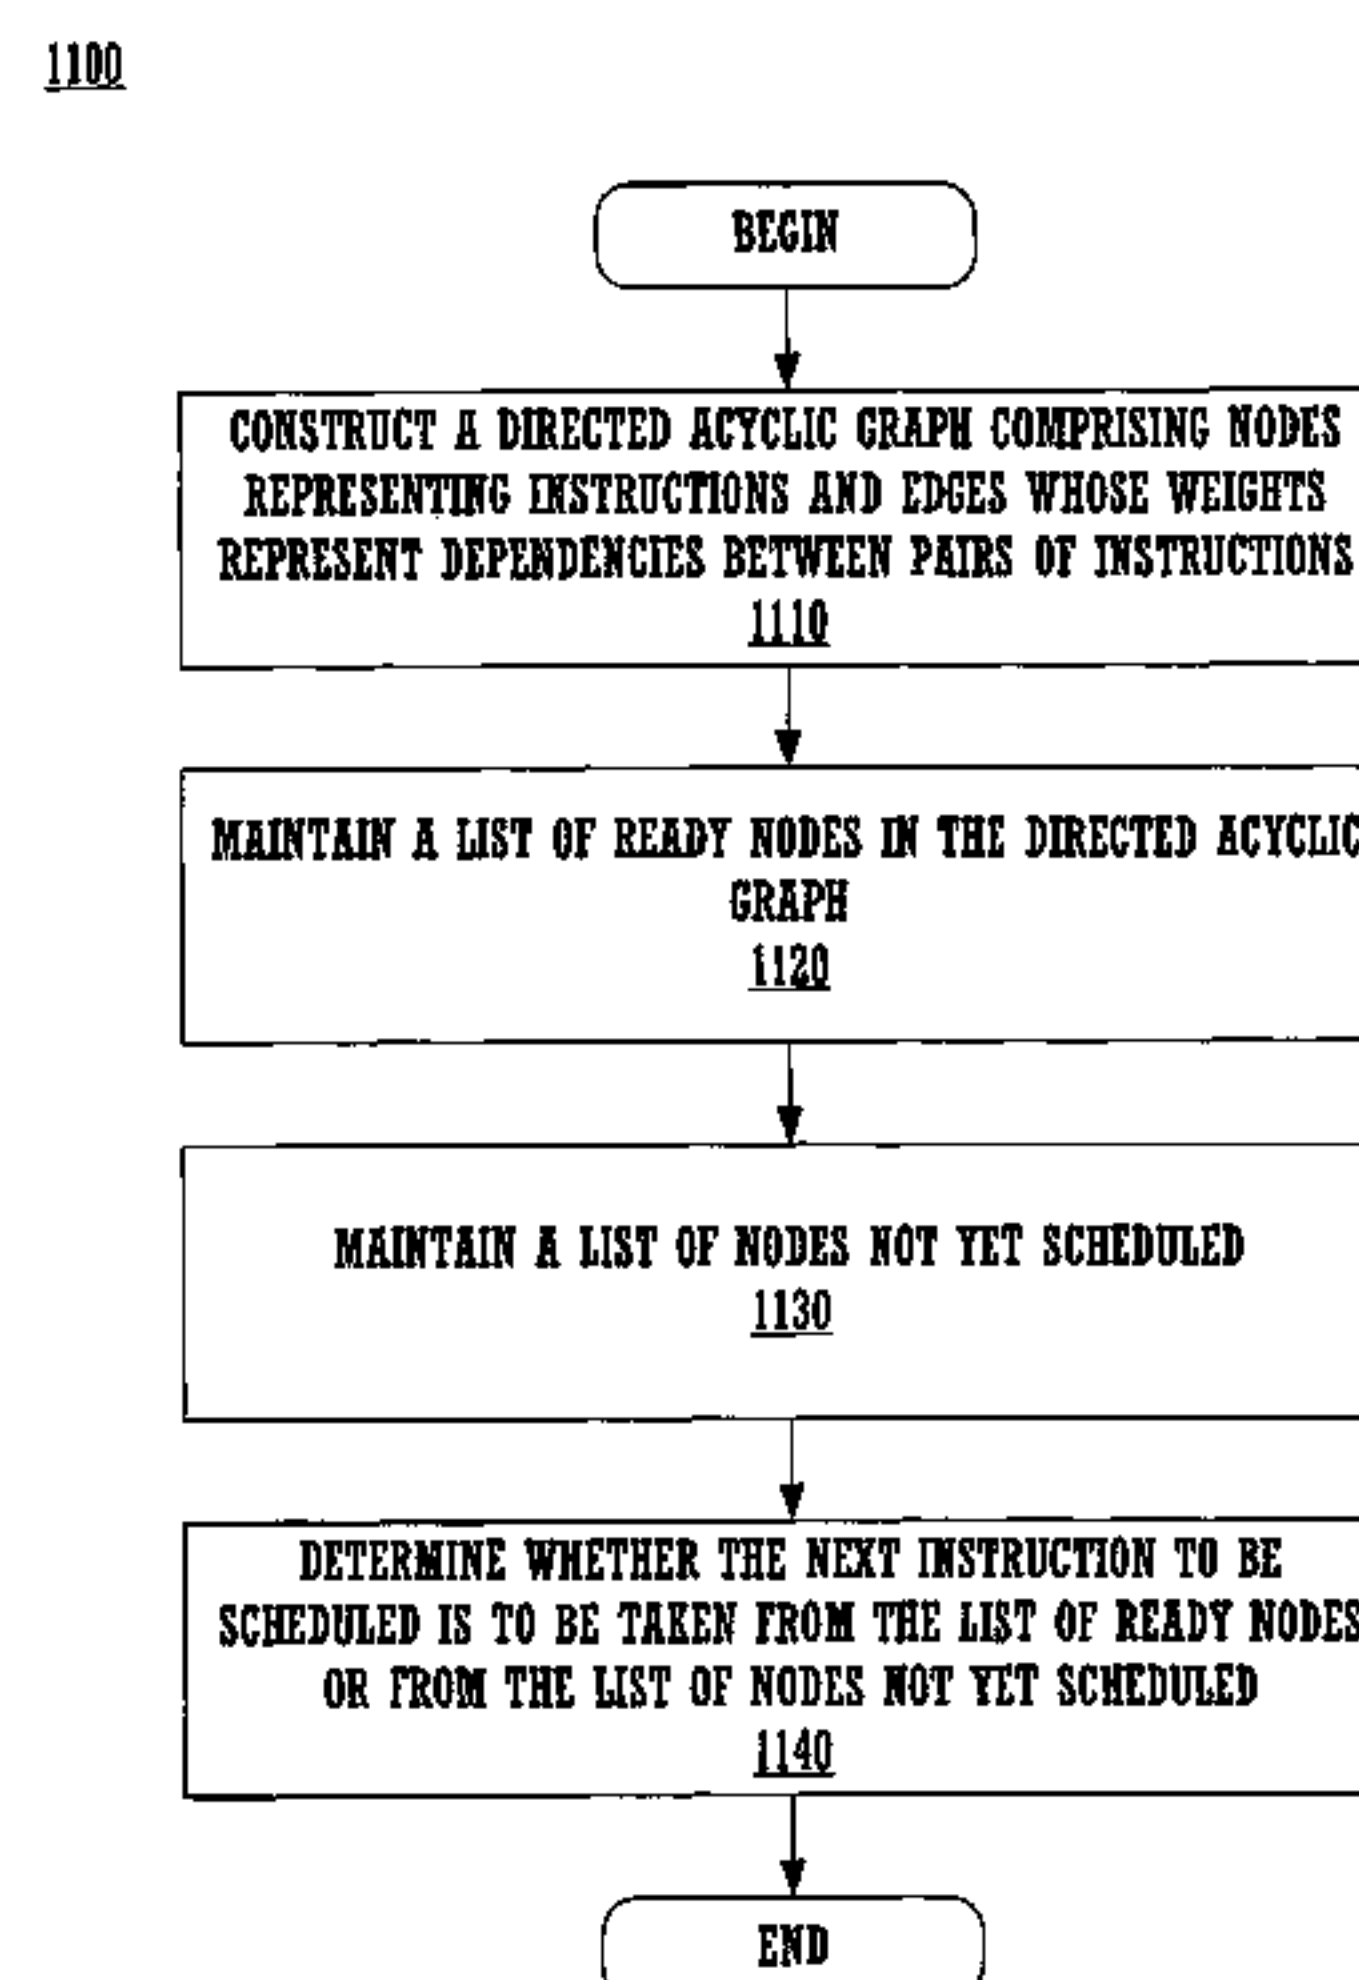 1100
BEGIN
CONSTRUCT A DIRECTED ACYCLIC GRAPH COMPRISING NODES
REPRESENTING INSTRUCTIONS AND EDGES WHOSE WEIGHTS
REPRESENT DEPENDENCIES BETWEEN PAIRS OF INSTRUCTIONS
1110
MAINTAIN A LIST OF READY NODES IN THE DIRECTED ACYCLIC
GRAPH
1120
MAINTAIN A LIST OF NODES NOT YET SCHEDULED
1130
DETERMINE WHETHER THE NEXT INSTRUCTION TO BE
SCHEDULED IS TO BE TAKEN FROM THE LIST OF READY NODES
OR FROM THE LIST OF NODES NOT YET SCHEDULED
1140
END